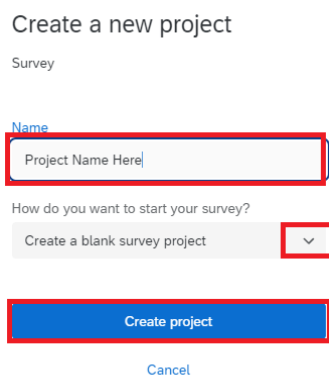 Create a new project
Survey
Name
Project Name Here
How do you want to start your survey?
Create a blank survey project
Create project
Cancel